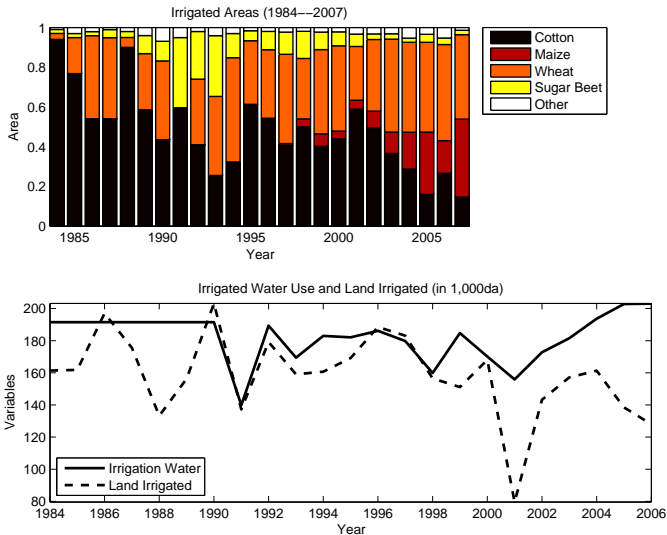 Irrigated Areas (1984−−2007)
1
0.8
0.6
0.4
0.2
0
Area
1985
1990
1995
2000
2005
Year
Cotton
Maize
Wheat
Sugar Beet
Other
Irrigated Water Use and Land Irrigated (in 1,000da)
200
180
160
140
120
100
80
Variables
Irrigation Water
Land Irrigated
1984
1986
1988
1990
1992
1994
1996
1998
2000
2002
2004
2006
Year